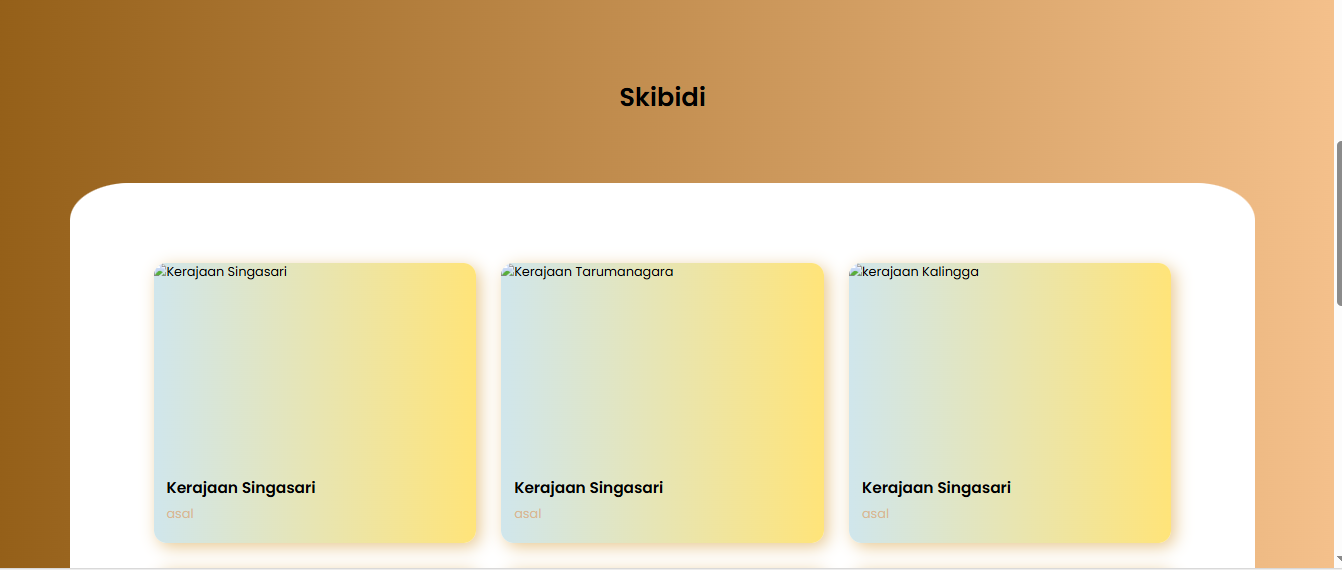 Skibidi
Kerajaan Singasari
Kerajaan Tarumanagara
kerajaan Kalingga
Kerajaan Singasari
Kerajaan Singasari
Kerajaan Singasari
asal
asal
asal